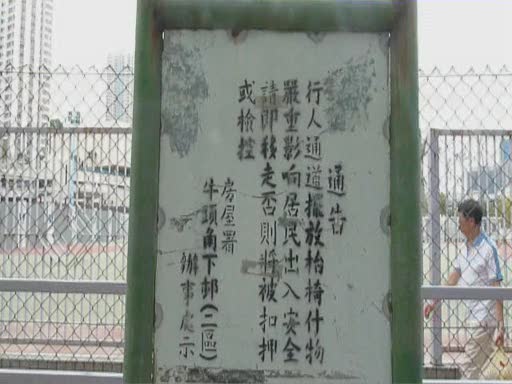 通告
行人通道擺放枱椅什物
嚴重影响居民出入安全
請即移走否則將被扣押
或檢控
房屋署
牛頭角下邨(二區)
辦事處示